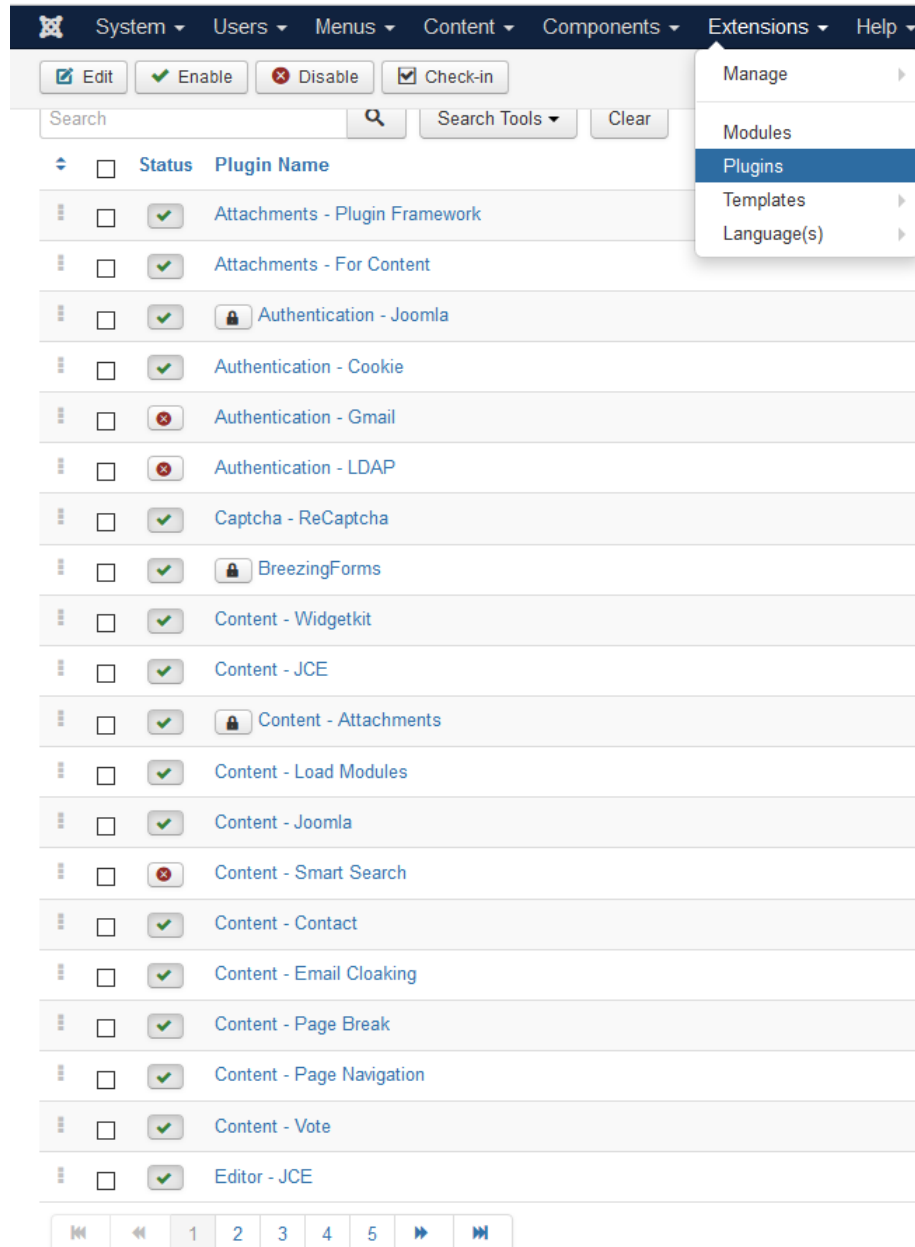 System Users Menus Content Components Extensions Help
Edit Enable Disable Check-in
Search Search Tools Clear
Manage
Modules
Plugins
Templates
Language(s)
Status Plugin Name
Attachments - Plugin Framework
Attachments - For Content
Authentication - Joomla
Authentication - Cookie
Authentication - Gmail
Authentication - LDAP
Captcha - ReCaptcha
BreezingForms
Content - Widgetkit
Content - JCE
Content - Attachments
Content - Load Modules
Content - Joomla
Content - Smart Search
Content - Contact
Content - Email Cloaking
Content - Page Break
Content - Page Navigation
Content - Vote
Editor - JCE
1 2 3 4 5